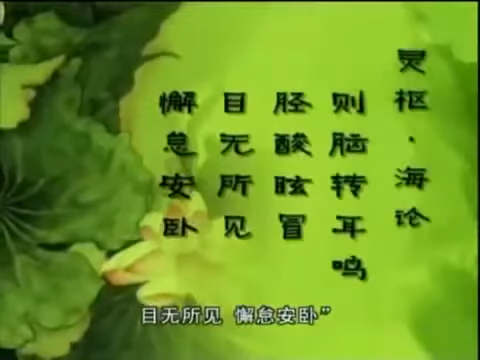 灵枢·海论
则脑转耳鸣
胫酸眩冒
目无所见
懈怠安卧
目无所见 懈怠安卧”